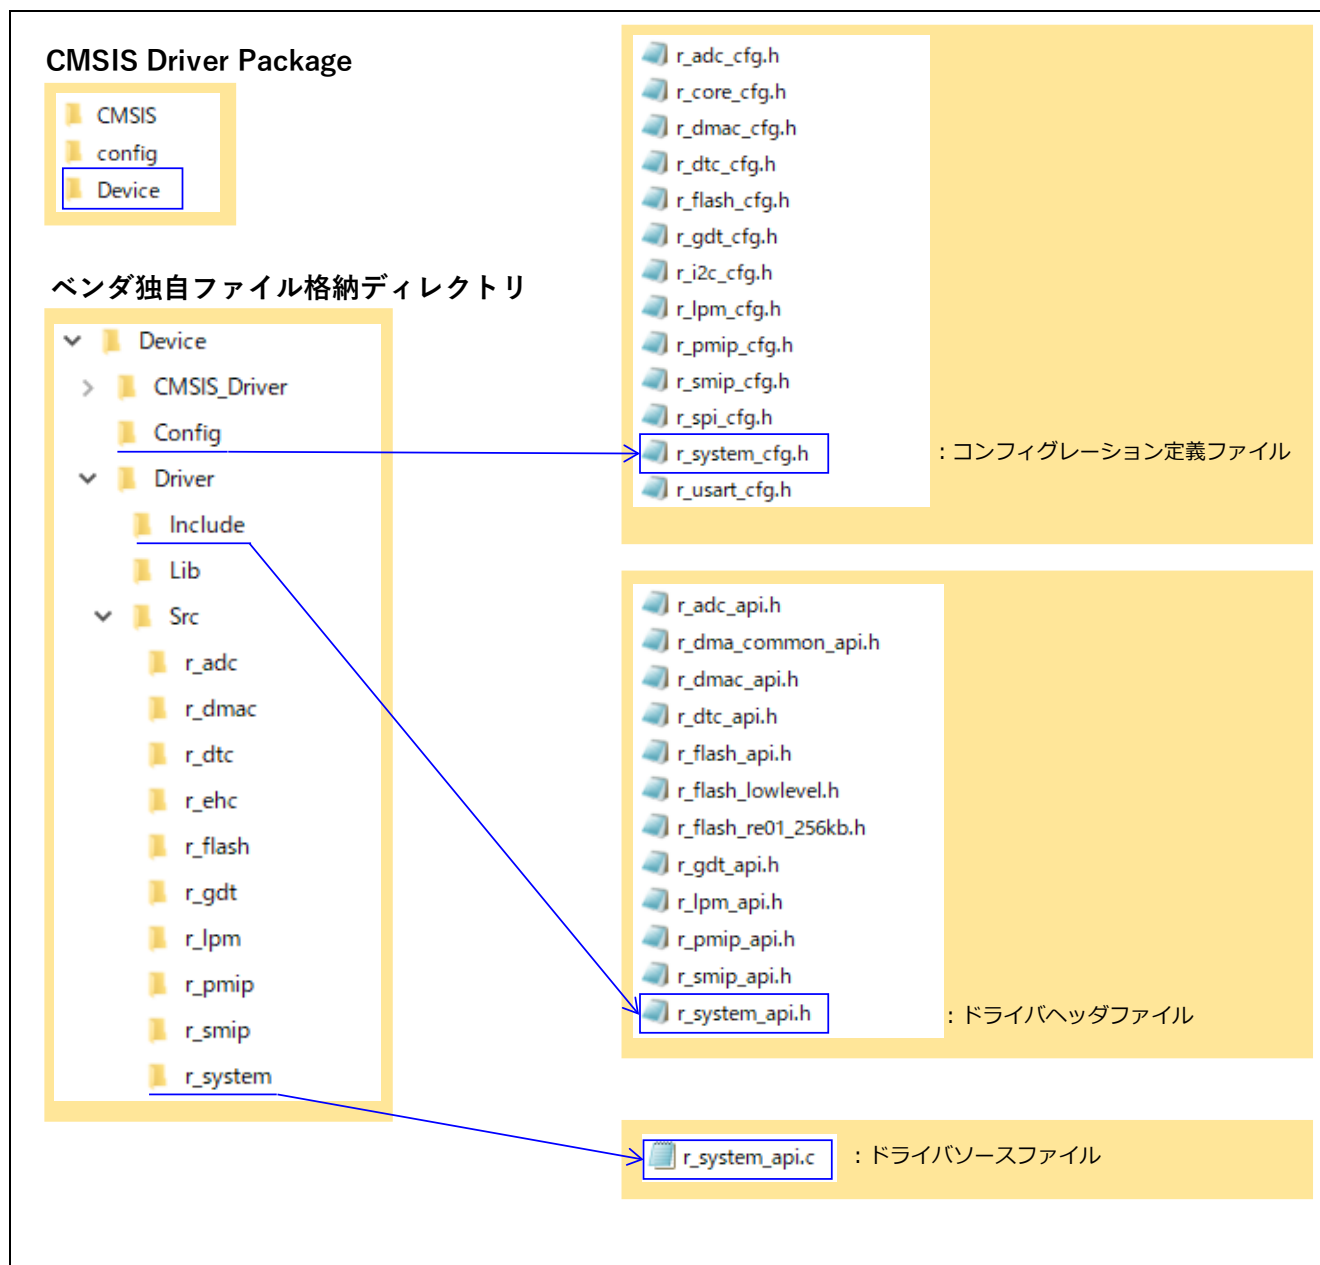 CMSIS Driver Package
CMSIS
config
Device
ベンダ独自ファイル格納ディレクトリ
Device
CMSIS_Driver
Config
Driver
Include
Lib
Src
r_adc
r_dmac
r_dtc
r_ehc
r_flash
r_gdt
r_lpm
r_pmip
r_smip
r_system
r_adc_cfg.h
r_core_cfg.h
r_dmac_cfg.h
r_dtc_cfg.h
r_flash_cfg.h
r_gdt_cfg.h
r_i2c_cfg.h
r_lpm_cfg.h
r_pmip_cfg.h
r_smip_cfg.h
r_spi_cfg.h
r_system_cfg.h ：コンフィグレーション定義ファイル
r_usart_cfg.h
r_adc_api.h
r_dma_common_api.h
r_dmac_api.h
r_dtc_api.h
r_flash_api.h
r_flash_lowlevel.h
r_flash_re01_256kb.h
r_gdt_api.h
r_lpm_api.h
r_pmip_api.h
r_smip_api.h
r_system_api.h ：ドライバヘッダファイル
r_system_api.c ：ドライバソースファイル